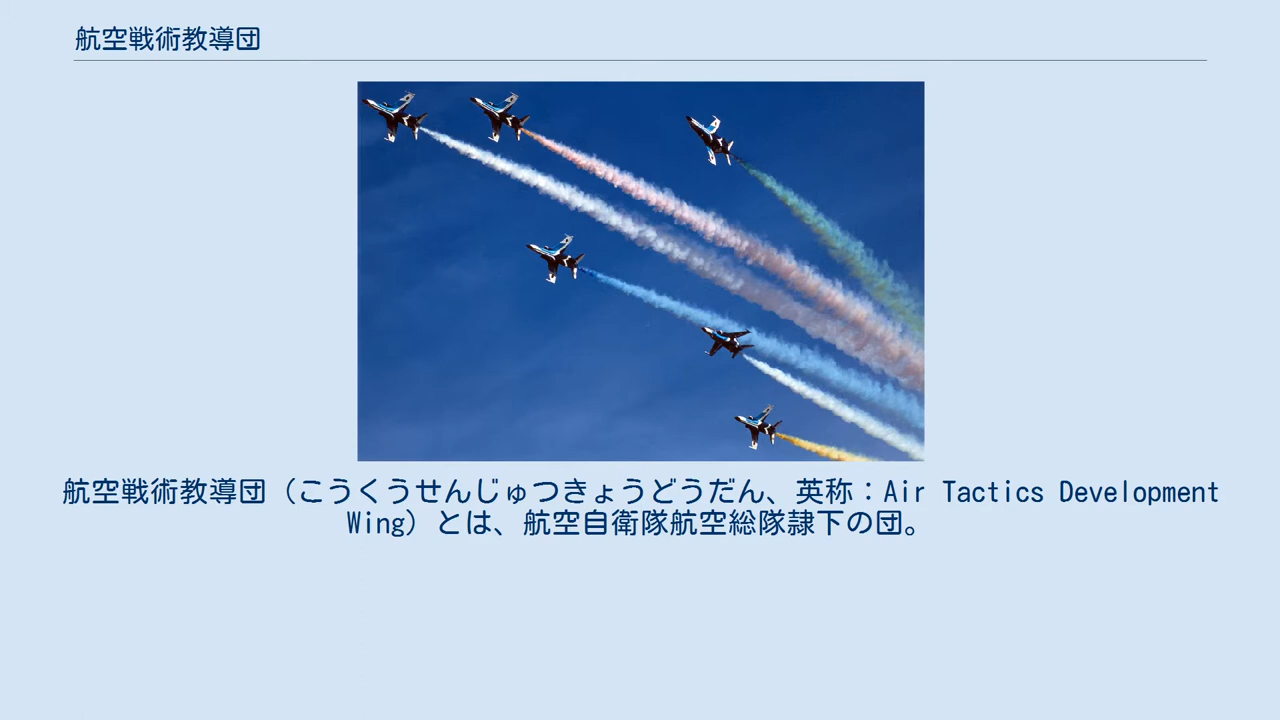 航空戦術教導団
航空戦術教導団（こうくうせんじゅつきょうどうだん、英称：Air Tactics Development
Wing）とは、航空自衛隊航空総隊隷下の団。